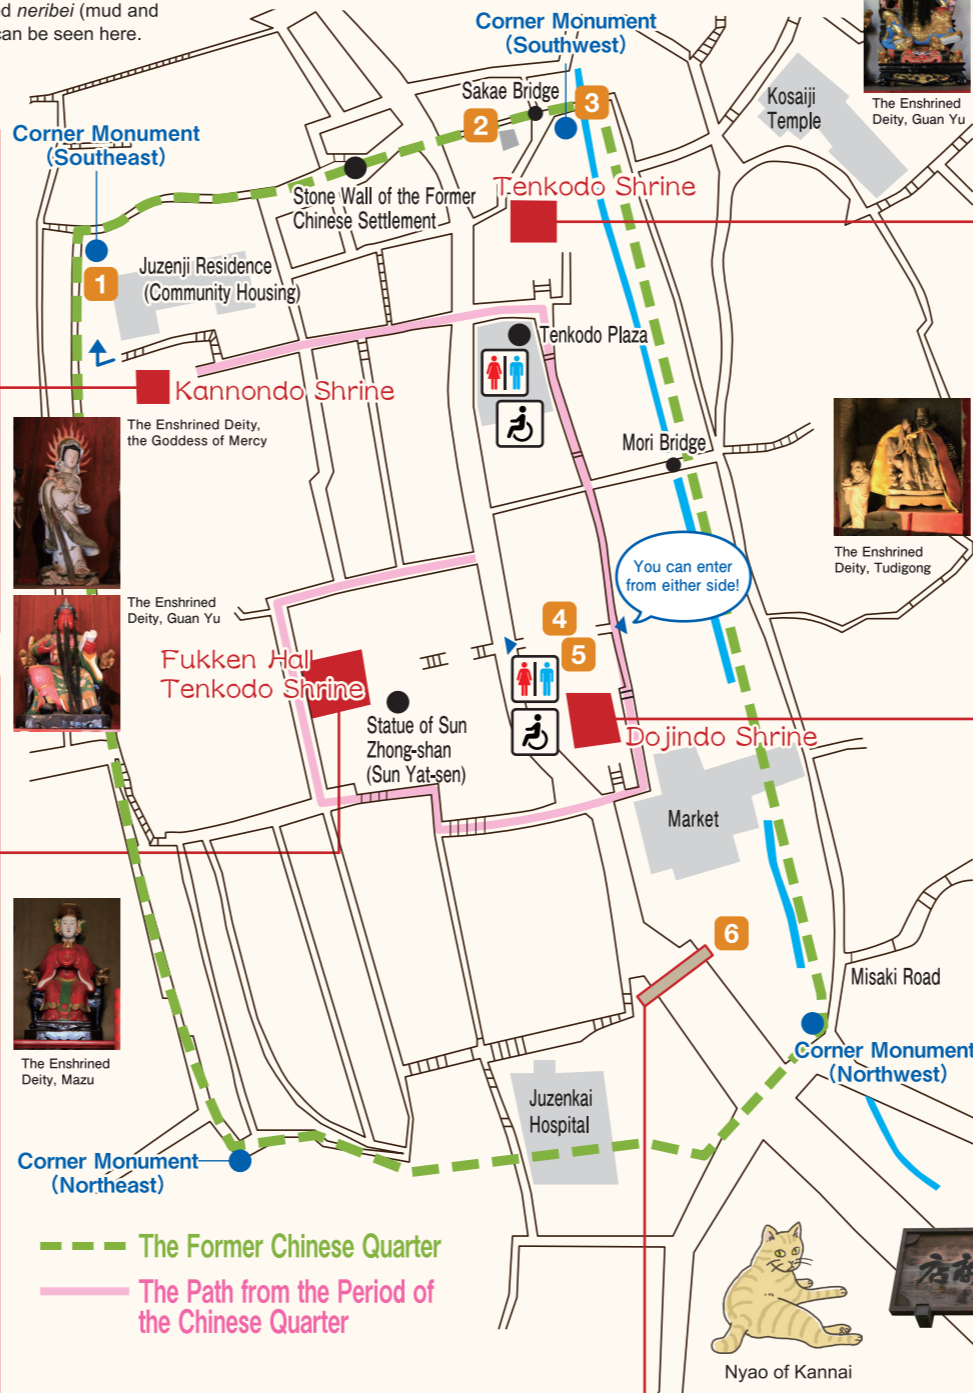 ed neribei (mud and
can be seen here.
Corner Monument
(Southwest)
The Enshrined
Deity, Guan Yu
Kosaiji
Temple
Sakae Bridge
2
3
Corner Monument
(Southeast)
Stone Wall of the Former
Chinese Settlement
Tenkodo Shrine
1
Juzenji Residence
(Community Housing)
Tenkodo Plaza
Kannondo Shrine
The Enshrined Deity,
the Goddess of Mercy
Mori Bridge
The Enshrined
Deity, Tudigong
You can enter
from either side!
The Enshrined
Deity, Guan Yu
4
5
Fukken Hall
Tenkodo Shrine
Statue of Sun
Zhong-shan
(Sun Yat-sen)
Dojindo Shrine
Market
6
Misaki Road
The Enshrined
Deity, Mazu
Corner Monument
(Northwest)
Juzenkai
Hospital
Corner Monument
(Northeast)
The Former Chinese Quarter
The Path from the Period of
the Chinese Quarter
Nyao of Kannai